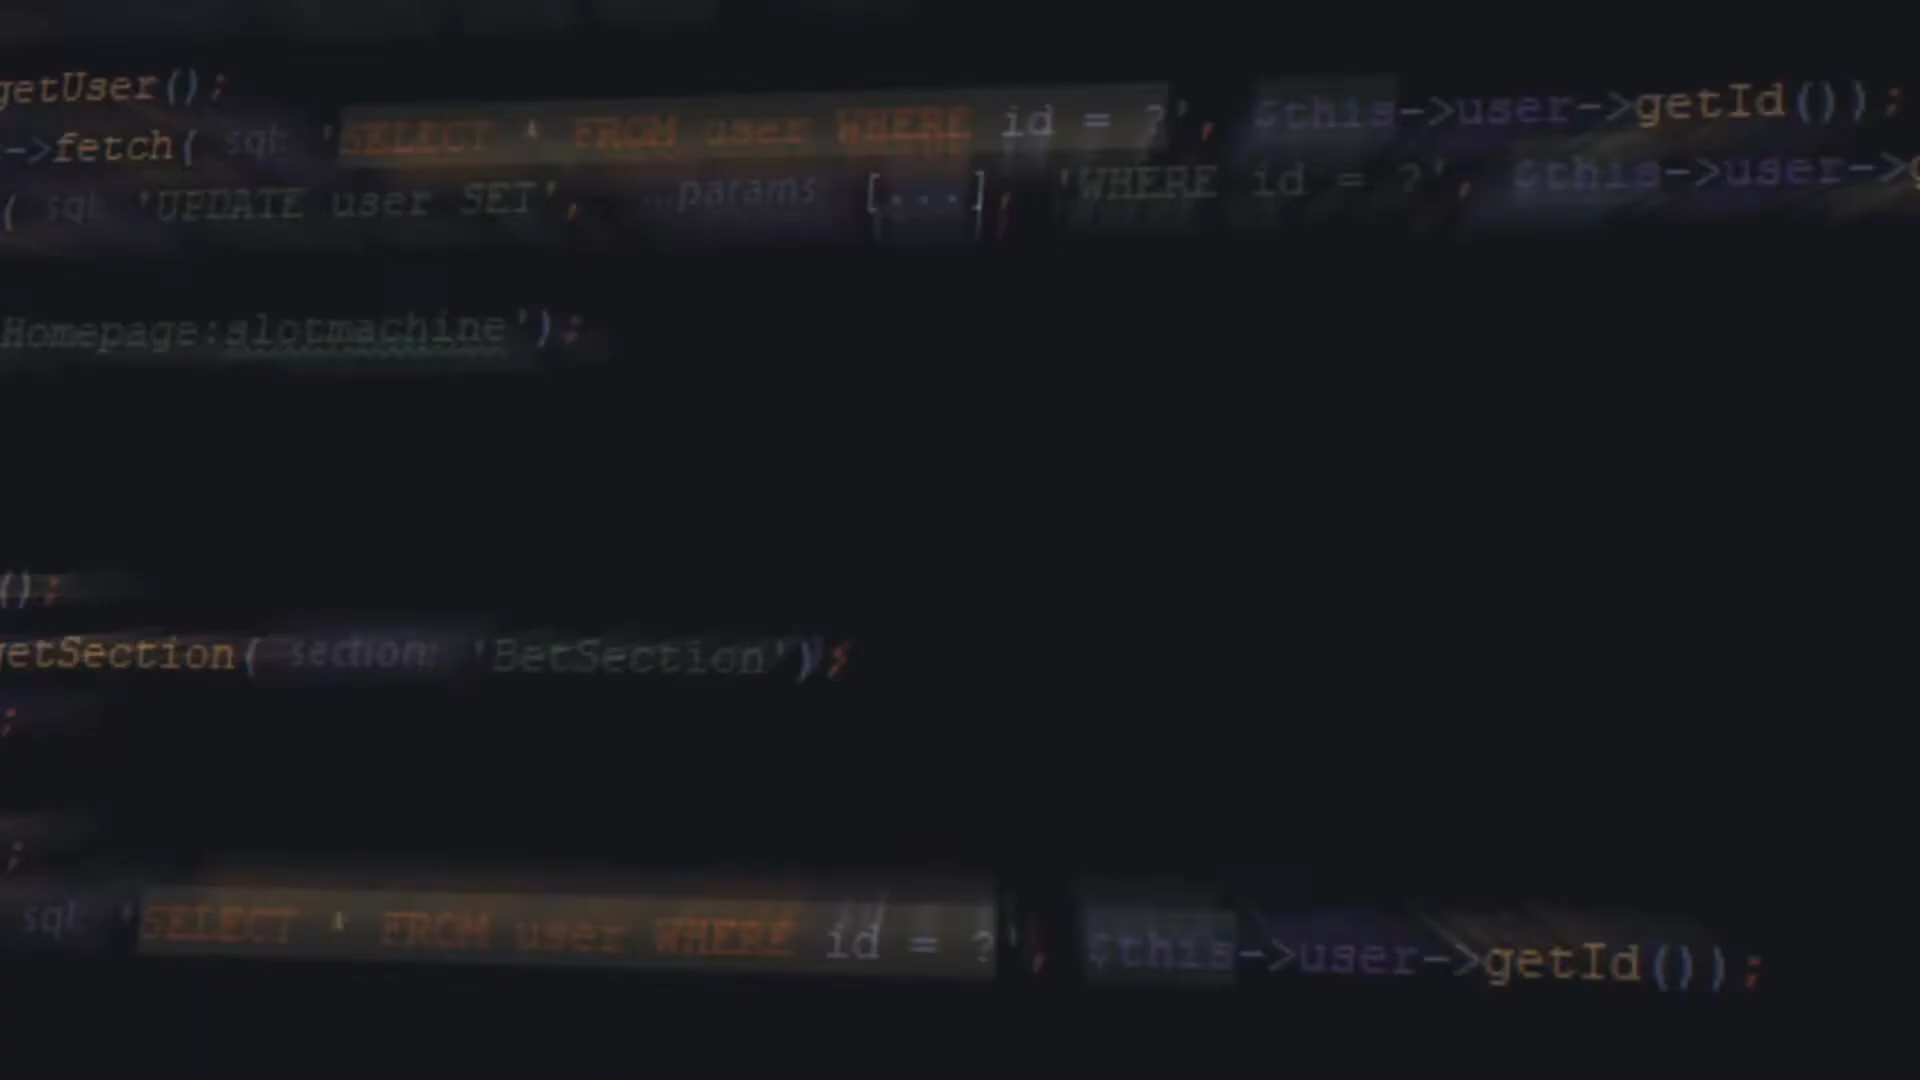 getUser();
->fetch( sql: 'SELECT * FROM user WHERE id = ?', $this->user->getId());
( sql: 'UPDATE user SET', ...params: [...], 'WHERE id = ?', $this->user->g
Homepage:slotmachine');
();
getSection( section: 'BetSection');
;
;
sql: 'SELECT * FROM user WHERE id = ?', $this->user->getId());